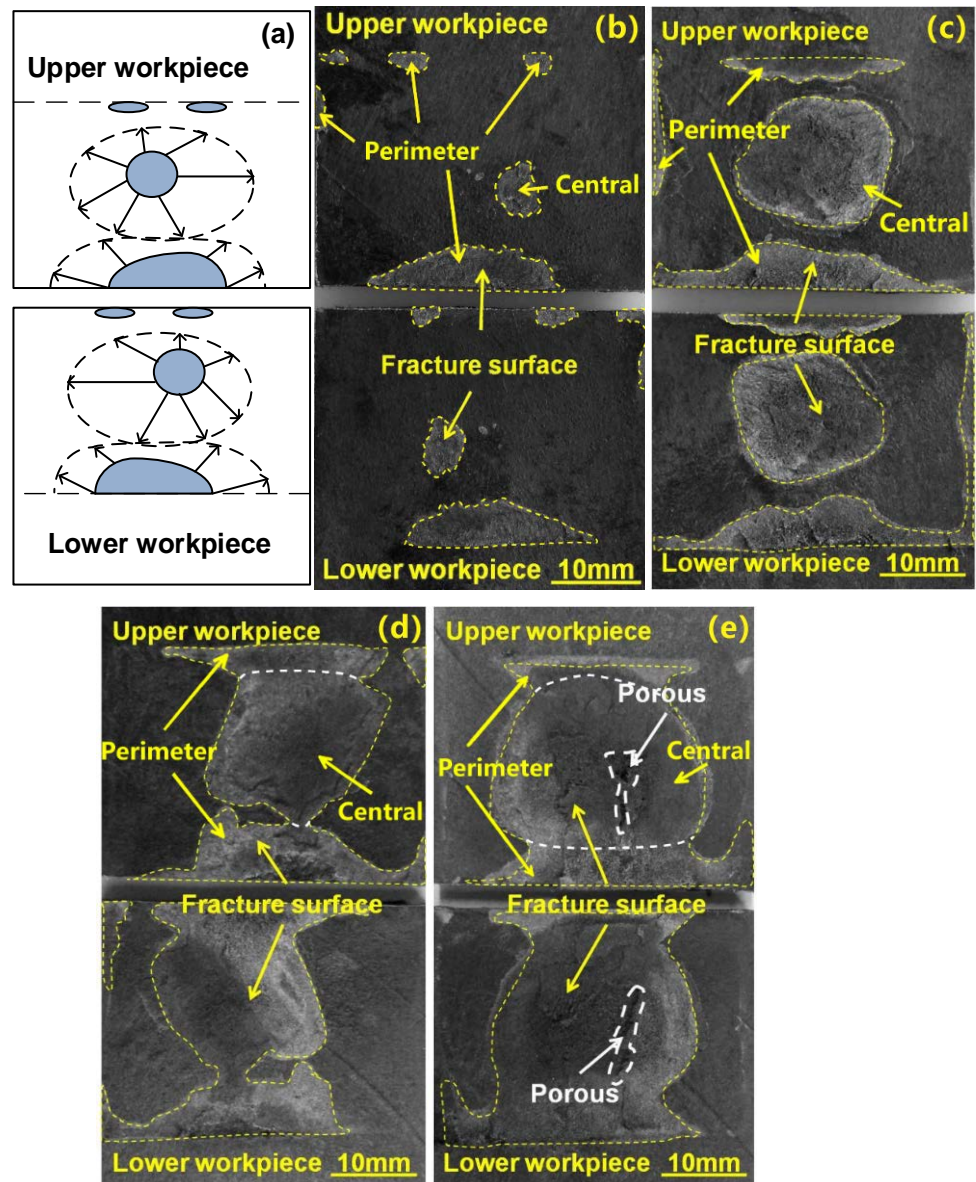 (a)
Upper workpiece
Lower workpiece
Upper workpiece
(b)
Perimeter
Central
Fracture surface
Lower workpiece
10mm
Upper workpiece
(c)
Perimeter
Central
Fracture surface
Lower workpiece
10mm
Upper workpiece
(d)
Perimeter
Central
Fracture surface
Lower workpiece
10mm
Upper workpiece
(e)
Porous
Central
Perimeter
Fracture surface
Porous
Lower workpiece
10mm